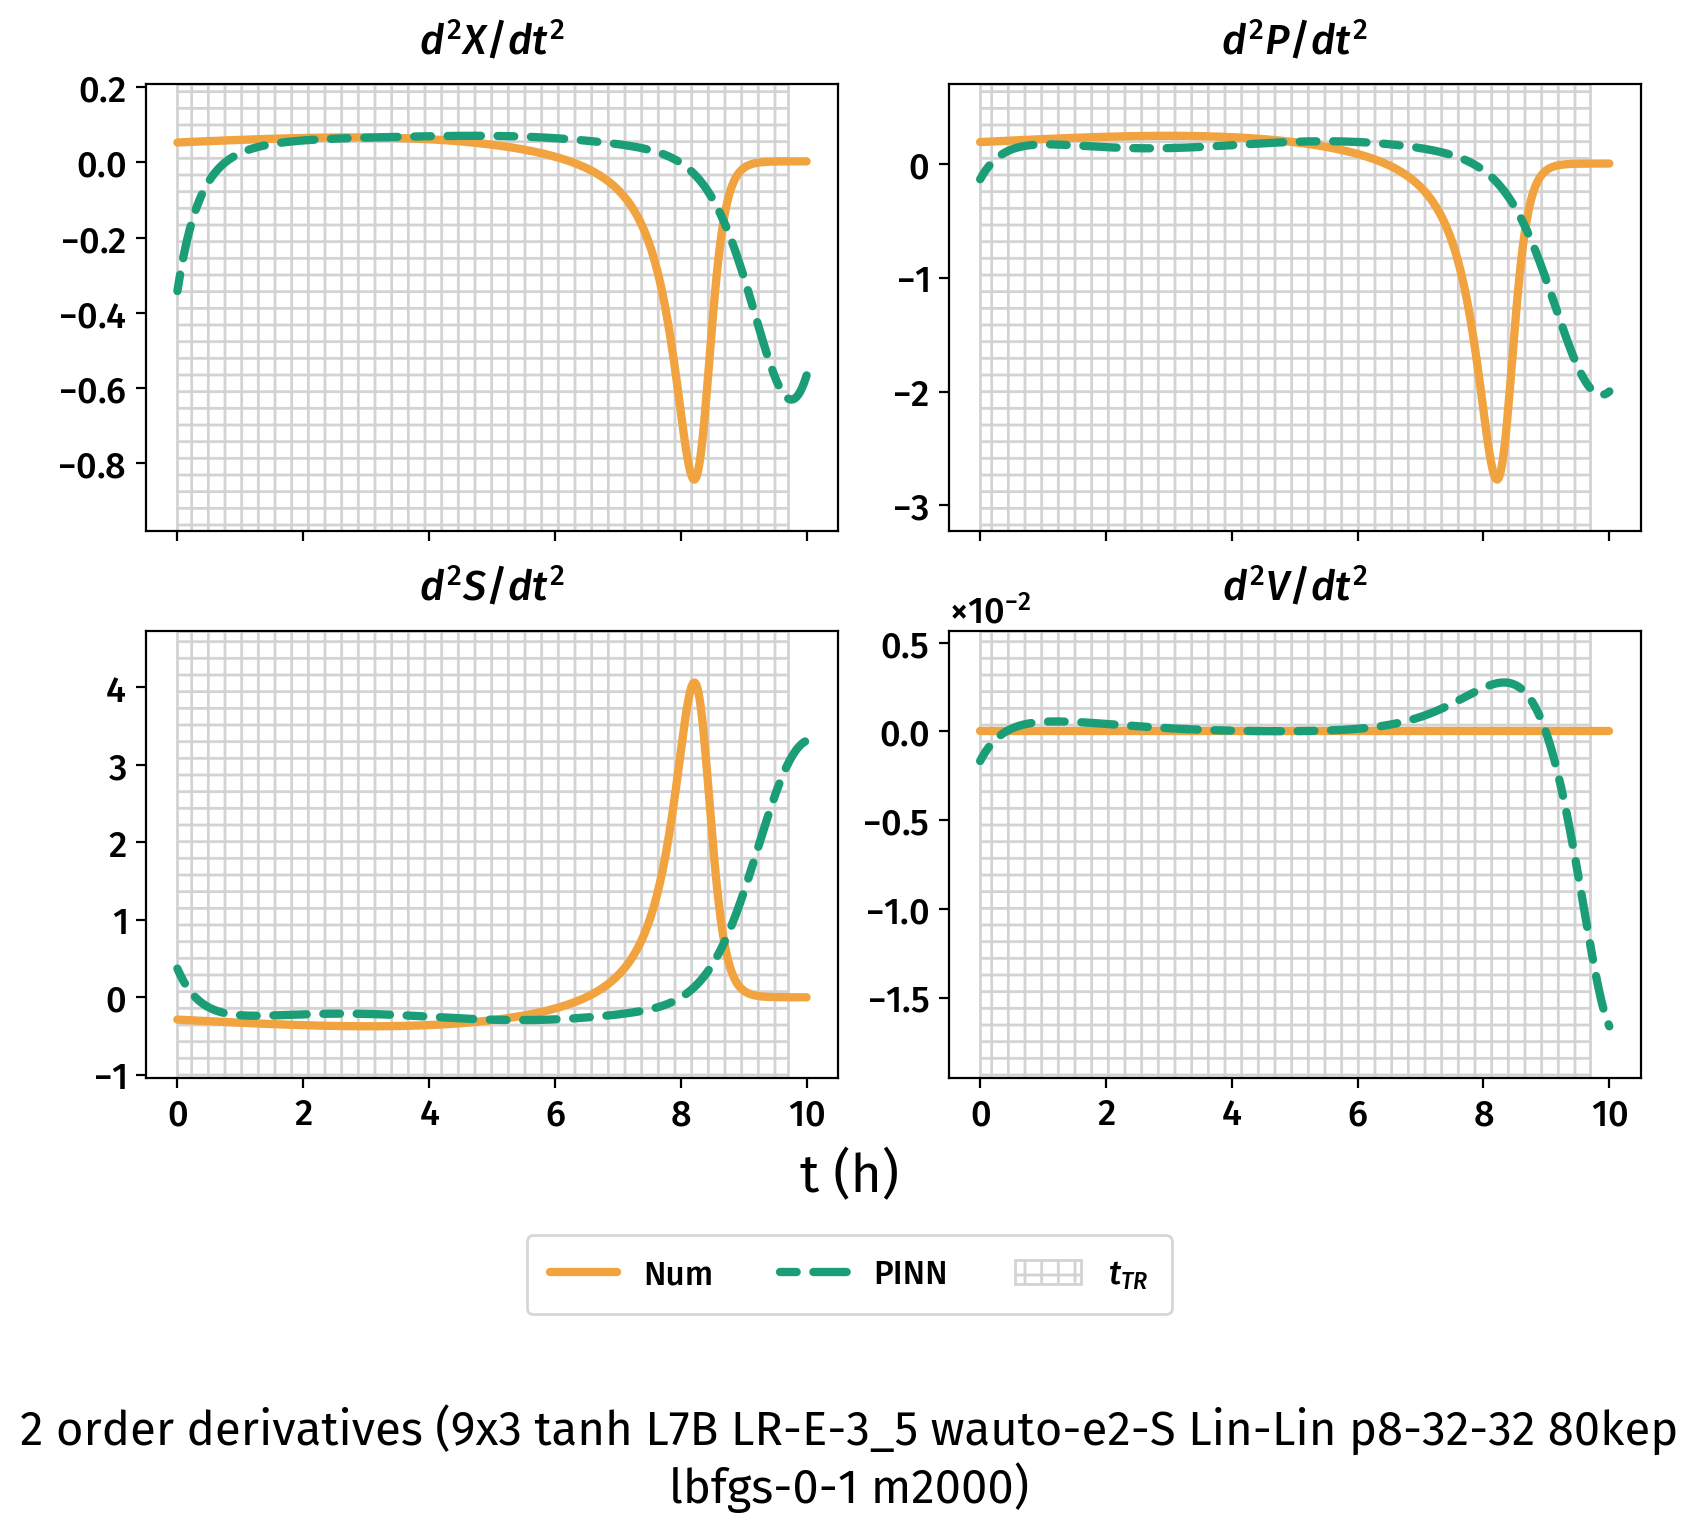 d²X/dt²
d²P/dt²
0.2
0.0
−0.2
−0.4
−0.6
−0.8
0
−1
−2
−3
d²S/dt²
d²V/dt²
×10⁻²
4
3
2
1
0
−1
0.5
0.0
−0.5
−1.0
−1.5
0 2 4 6 8 10
0 2 4 6 8 10
t (h)
Num PINN t_TR
2 order derivatives (9x3 tanh L7B LR-E-3_5 wauto-e2-S Lin-Lin p8-32-32 80kep
lbfgs-0-1 m2000)